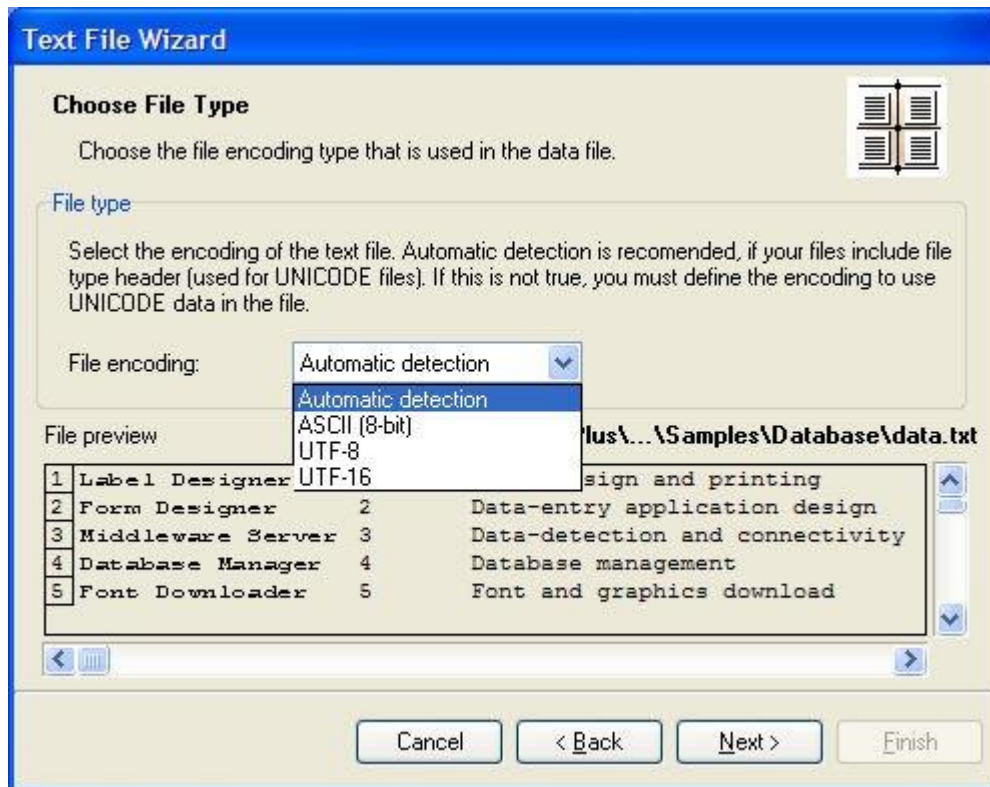 Text File Wizard
Choose File Type
Choose the file encoding type that is used in the data file.
File type
Select the encoding of the text file. Automatic detection is recomended, if your files include file
type header (used for UNICODE files). If this is not true, you must define the encoding to use
UNICODE data in the file.
File encoding: Automatic detection
Automatic detection
ASCII (8-bit)
UTF-8
UTF-16
File preview \...\Samples\Database\data.txt
1 Label Designer and printing
2 Form Designer 2 Data-entry application design
3 Middleware Server 3 Data-detection and connectivity
4 Database Manager 4 Database management
5 Font Downloader 5 Font and graphics download
Cancel < Back Next > Finish